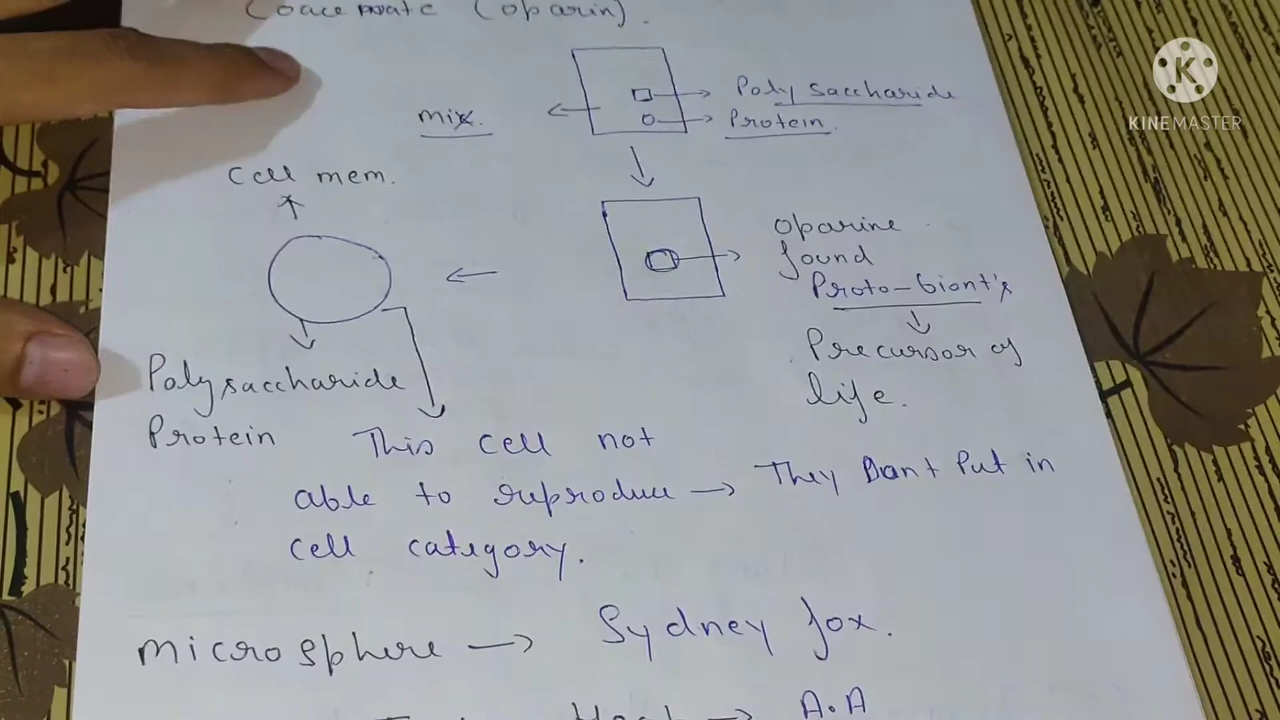 Coacervate (Oparin).
Poly saccharide
mix.
Protein.
Cell mem.
Oparine
found
Proto-biont's
Precursor of
life.
Polysaccharide
Protein
This cell not
able to reproduce → They Dont Put in
cell category.
microsphere → Sydney fox.
Heat → A.A
K
KINEMASTER